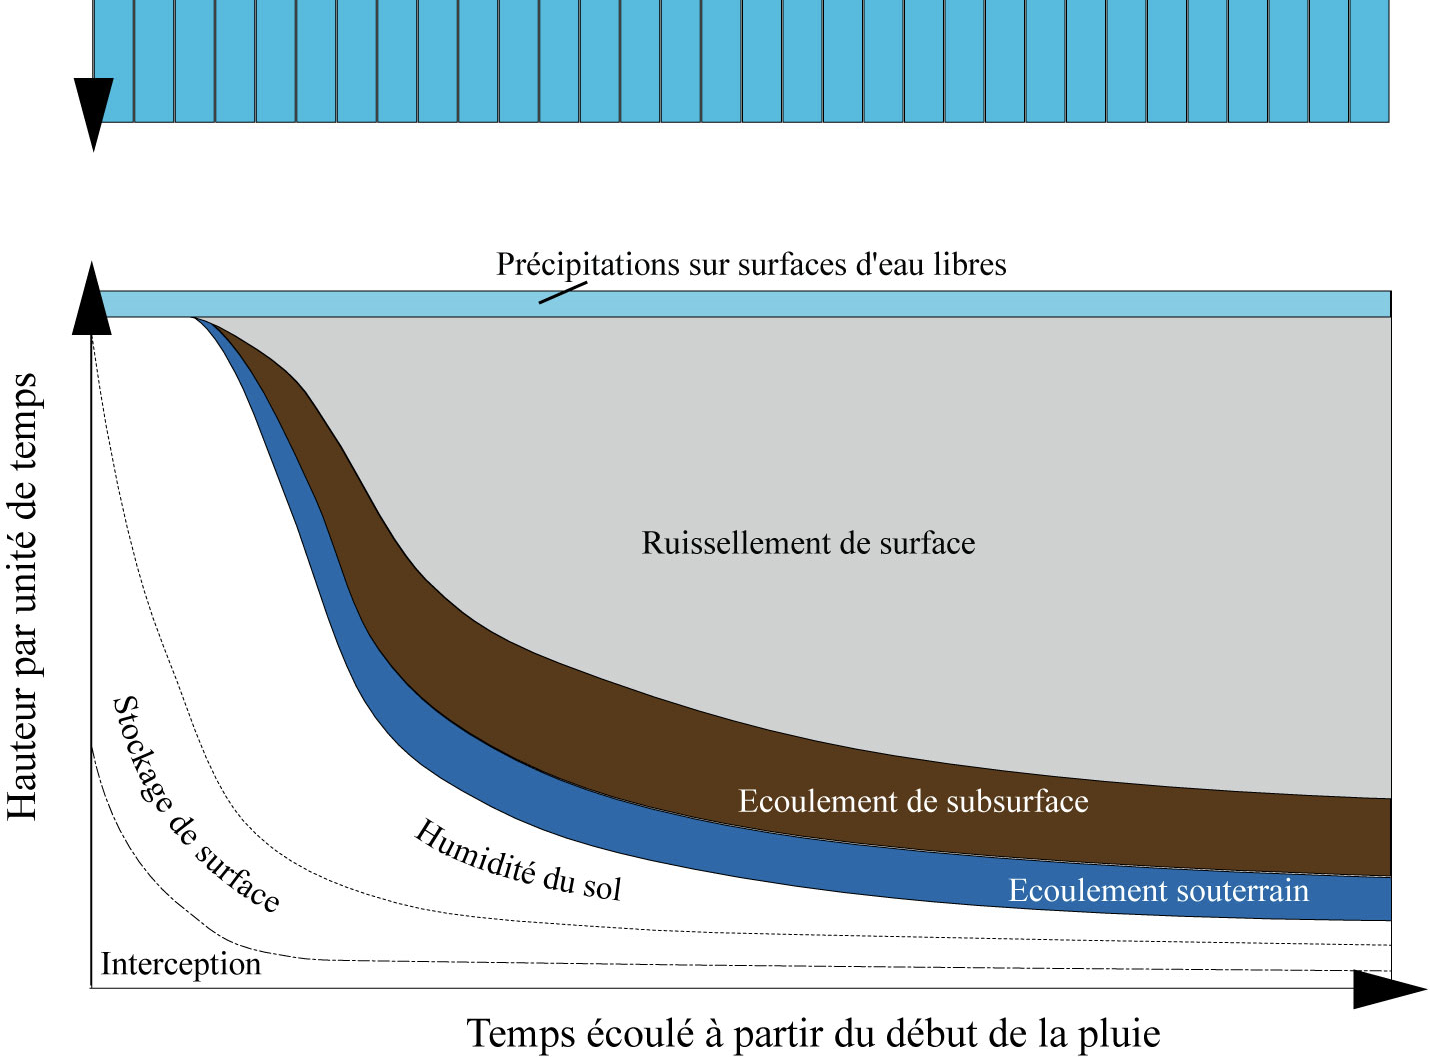 Précipitations sur surfaces d'eau libres
Hauteur par unité de temps
Ruissellement de surface
Stockage de surface
Ecoulement de subsurface
Humidité du sol
Ecoulement souterrain
Interception
Temps écoulé à partir du début de la pluie